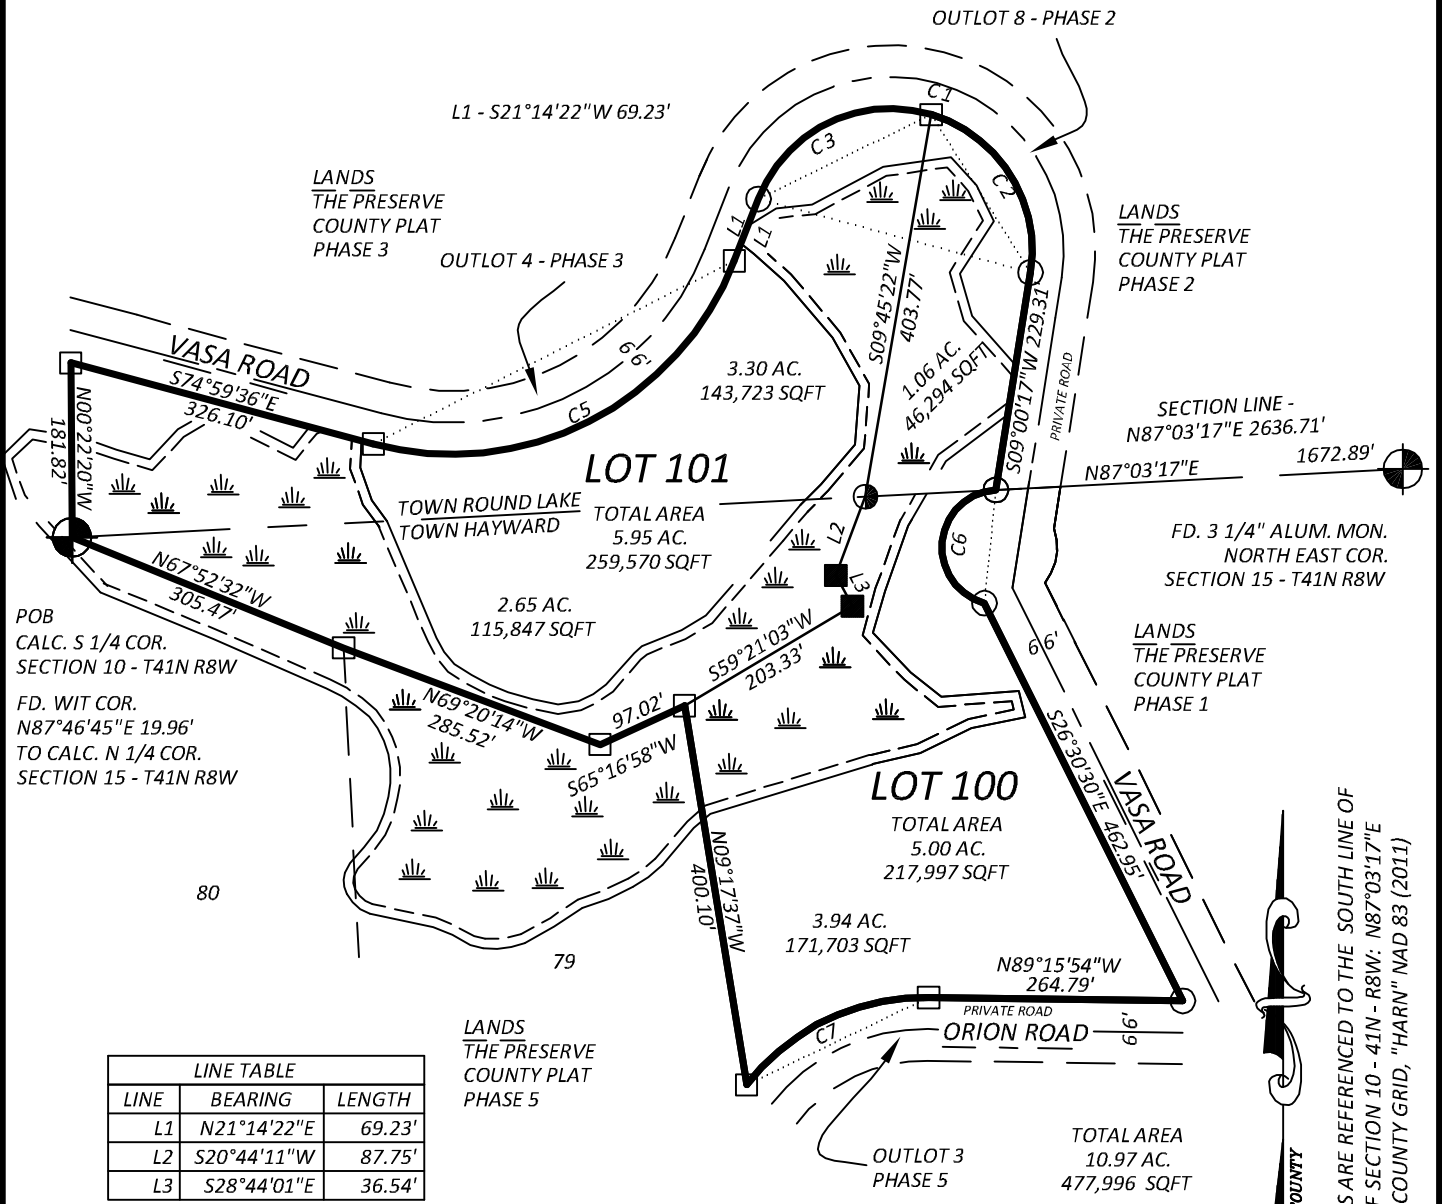 OUTLOT 8 - PHASE 2
L1 - S21°14'22"W 69.23'
C1
C3
C2
LANDS
THE PRESERVE
COUNTY PLAT
PHASE 3
LANDS
THE PRESERVE
COUNTY PLAT
PHASE 2
OUTLOT 4 - PHASE 3
L1
L1
VASA ROAD
S74°59'36"E
326.10'
66'
C5
S09°45'22"W
403.77'
3.30 AC.
143,723 SQFT
1.06 AC.
46,294 SQFT
S09°00'17"W 229.31'
PRIVATE ROAD
SECTION LINE -
N87°03'17"E 2636.71'
N87°03'17"E
1672.89'
N00°22'20"W
181.82'
LOT 101
TOTAL AREA
5.95 AC.
259,570 SQFT
TOWN ROUND LAKE
TOWN HAYWARD
L2
L3
C6
FD. 3 1/4" ALUM. MON.
NORTH EAST COR.
SECTION 15 - T41N R8W
N67°52'32"W
305.47'
2.65 AC.
115,847 SQFT
POB
CALC. S 1/4 COR.
SECTION 10 - T41N R8W
FD. WIT COR.
N87°46'45"E 19.96'
TO CALC. N 1/4 COR.
SECTION 15 - T41N R8W
S59°21'03"W
203.33'
66'
LANDS
THE PRESERVE
COUNTY PLAT
PHASE 1
N69°20'14"W
285.52'
97.02'
S65°16'58"W
S26°30'30"E 462.95'
VASA ROAD
LOT 100
TOTAL AREA
5.00 AC.
217,997 SQFT
N09°17'37"W
400.10'
80
79
3.94 AC.
171,703 SQFT
N89°15'54"W
264.79'
PRIVATE ROAD
ORION ROAD
66'
C7
LANDS
THE PRESERVE
COUNTY PLAT
PHASE 5
LINE TABLE
LINE BEARING LENGTH
L1 N21°14'22"E 69.23'
L2 S20°44'11"W 87.75'
L3 S28°44'01"E 36.54'
OUTLOT 3
PHASE 5
TOTAL AREA
10.97 AC.
477,996 SQFT
OUNTY
S ARE REFERENCED TO THE SOUTH LINE OF
F SECTION 10 - 41N - R8W: N87°03'17"E
COUNTY GRID, "HARN" NAD 83 (2011)